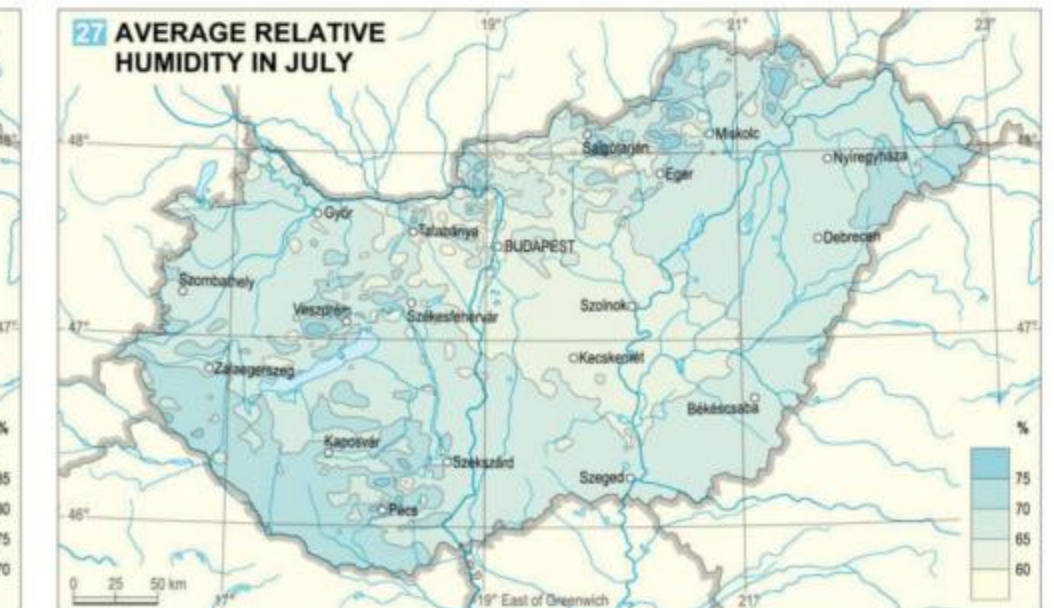 27 AVERAGE RELATIVE
HUMIDITY IN JULY
19°
21°
23°
48°
48°
Miskolc
Salgótarján
Nyíregyháza
Eger
Győr
Tatabánya
BUDAPEST
Debrecen
Szombathely
Veszprém
Székesfehérvár
Szolnok
47°
47°
Kecskemét
Zalaegerszeg
Békéscsaba
Kaposvár
Szekszárd
Szeged
Pécs
46°
%
75
70
65
60
%
75
70
0 25 50 km
17°
19° East of Greenwich
21°